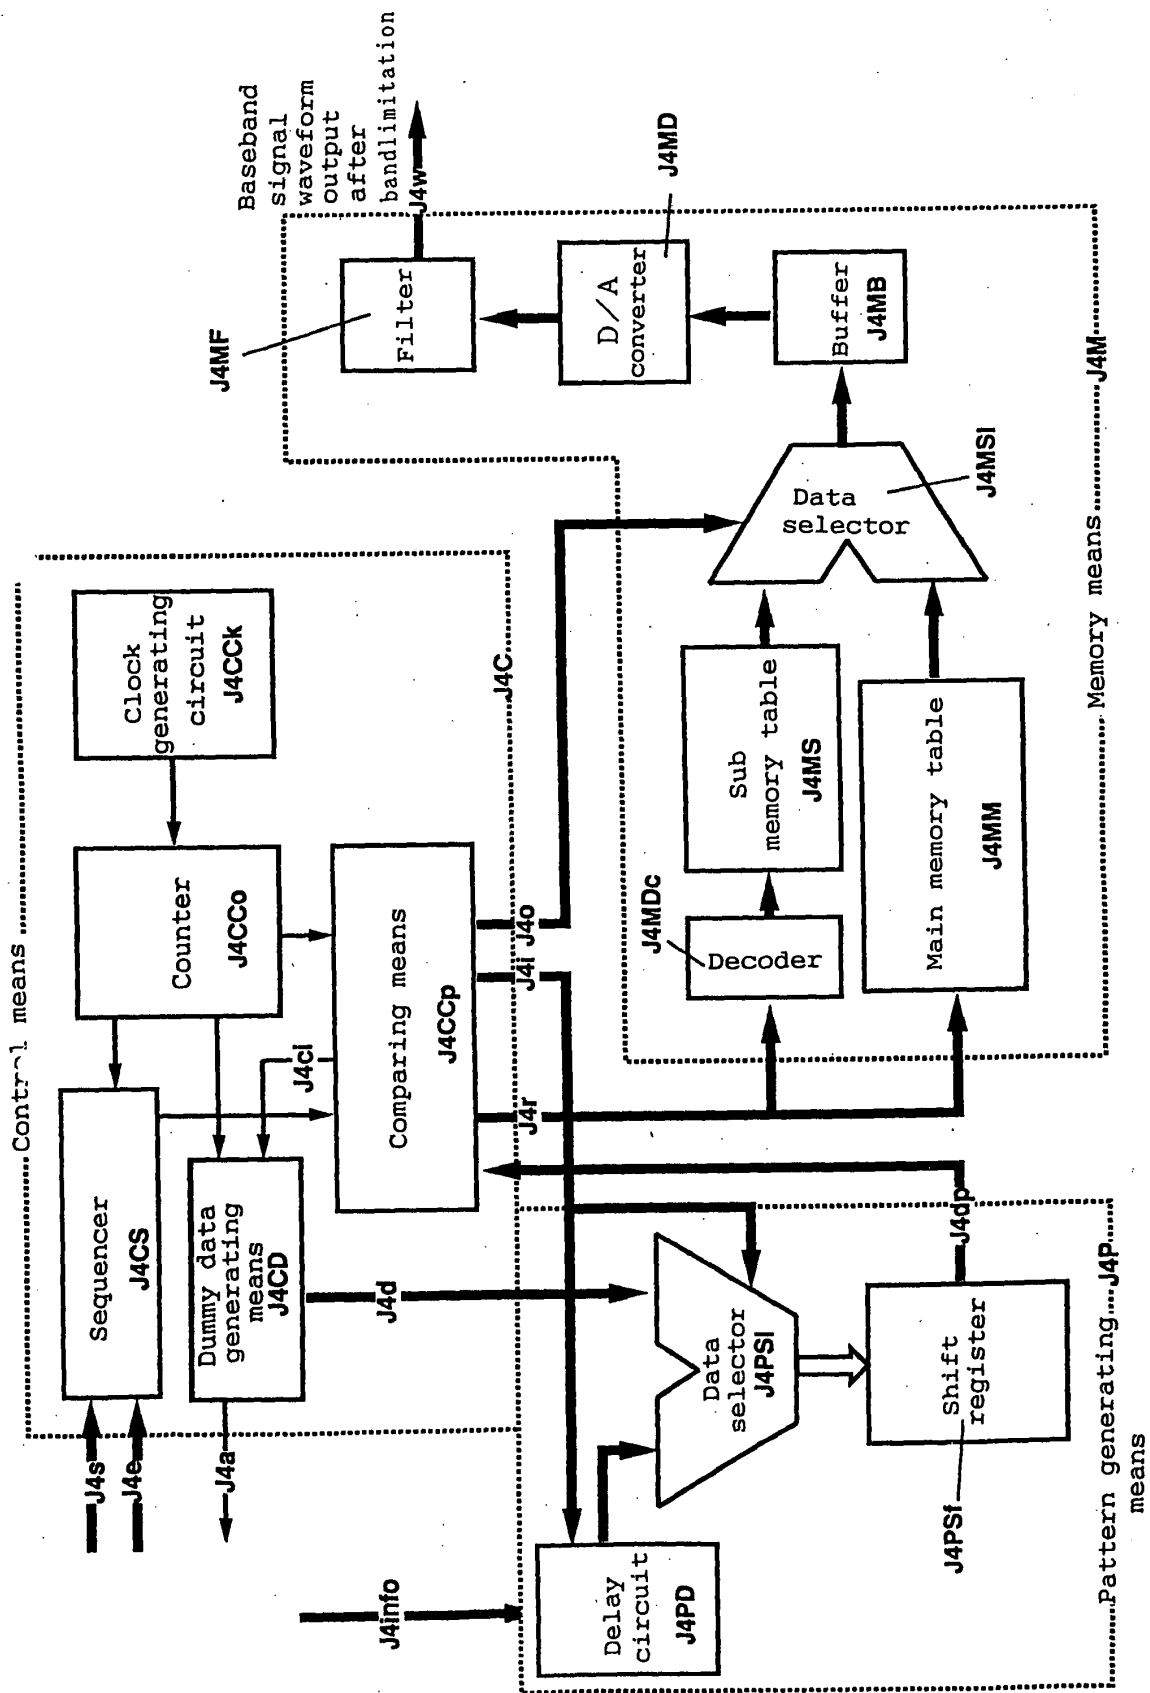 Control means
Sequencer
J4CS
Counter
J4CCo
Clock
generating
circuit
J4CCk
Dummy data
generating
means
J4CD
J4ci
Comparing means
J4CCp
J4C
J4s
J4e
J4a
J4info
J4d
J4r
J4i
J4o
Delay
circuit
J4PD
Data
selector
J4PSl
Shift
register
J4PSf
J4dp
Pattern generating
means
J4P
J4MDc
Decoder
Sub
memory table
J4MS
Main memory table
J4MM
Data
selector
J4MSl
Buffer
J4MB
D/A
converter
J4MD
Filter
J4MF
J4w
Baseband
signal
waveform
output
after
bandlimitation
Memory means
J4M